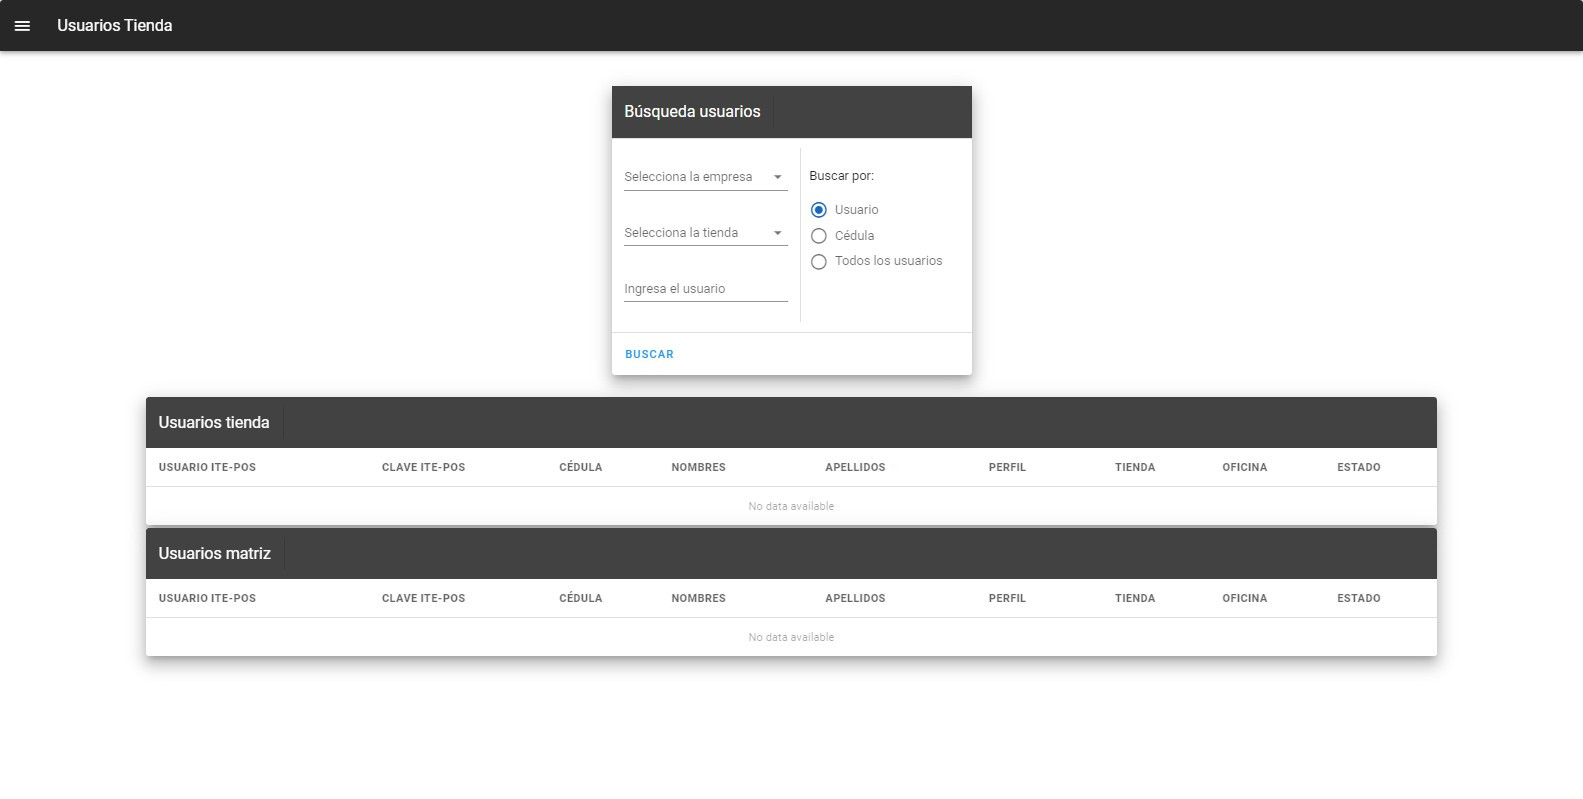 Usuarios Tienda
Búsqueda usuarios
Selecciona la empresa
Selecciona la tienda
Ingresa el usuario
Buscar por:
Usuario
Cédula
Todos los usuarios
BUSCAR
Usuarios tienda
USUARIO ITE-POS CLAVE ITE-POS CÉDULA NOMBRES APELLIDOS PERFIL TIENDA OFICINA ESTADO
No data available
Usuarios matriz
USUARIO ITE-POS CLAVE ITE-POS CÉDULA NOMBRES APELLIDOS PERFIL TIENDA OFICINA ESTADO
No data available